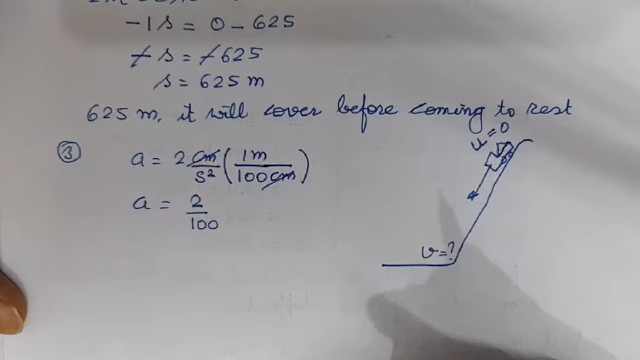 -1s = 0 - 625
-s = -625
s = 625 m
625 m, it will cover before coming to rest
③ a = 2 cm/s² (1m/100cm)
u = 0
a = 2/100
v = ?